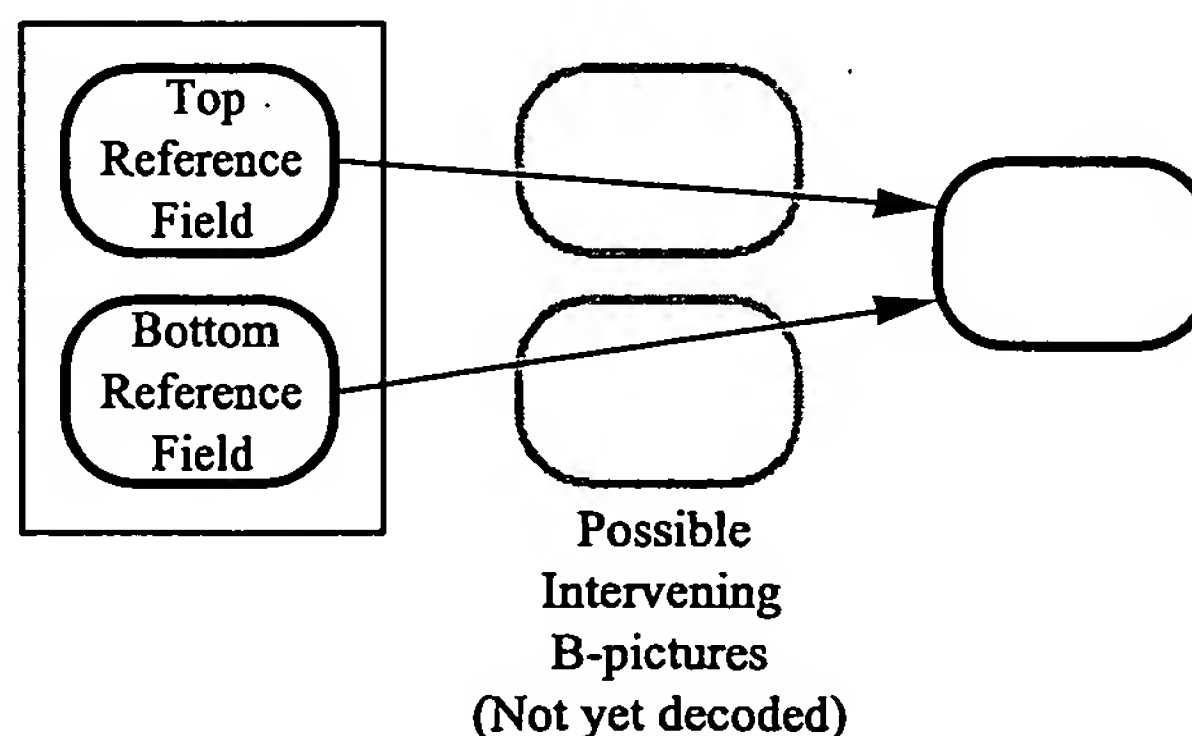 Top
Reference
Field
Bottom
Reference
Field
Possible
Intervening
B-pictures
(Not yet decoded)